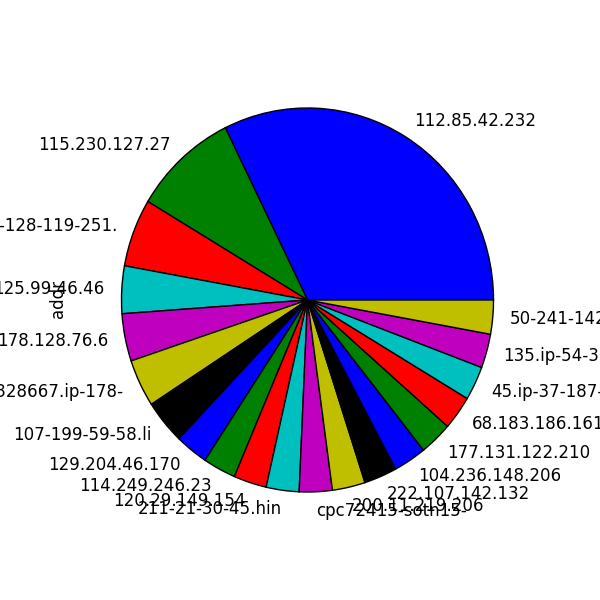 112.85.42.232
115.230.127.27
-128-119-251.
125.99.46.46
addr
178.128.76.6
328667.ip-178-
107-199-59-58.li
129.204.46.170
114.249.246.23
120.29.149.154
211-21-30-45.hin
cpc72415-soth15-
200.11.219.206
222.107.142.132
104.236.148.206
177.131.122.210
68.183.186.161
45.ip-37-187-
135.ip-54-3
50-241-142